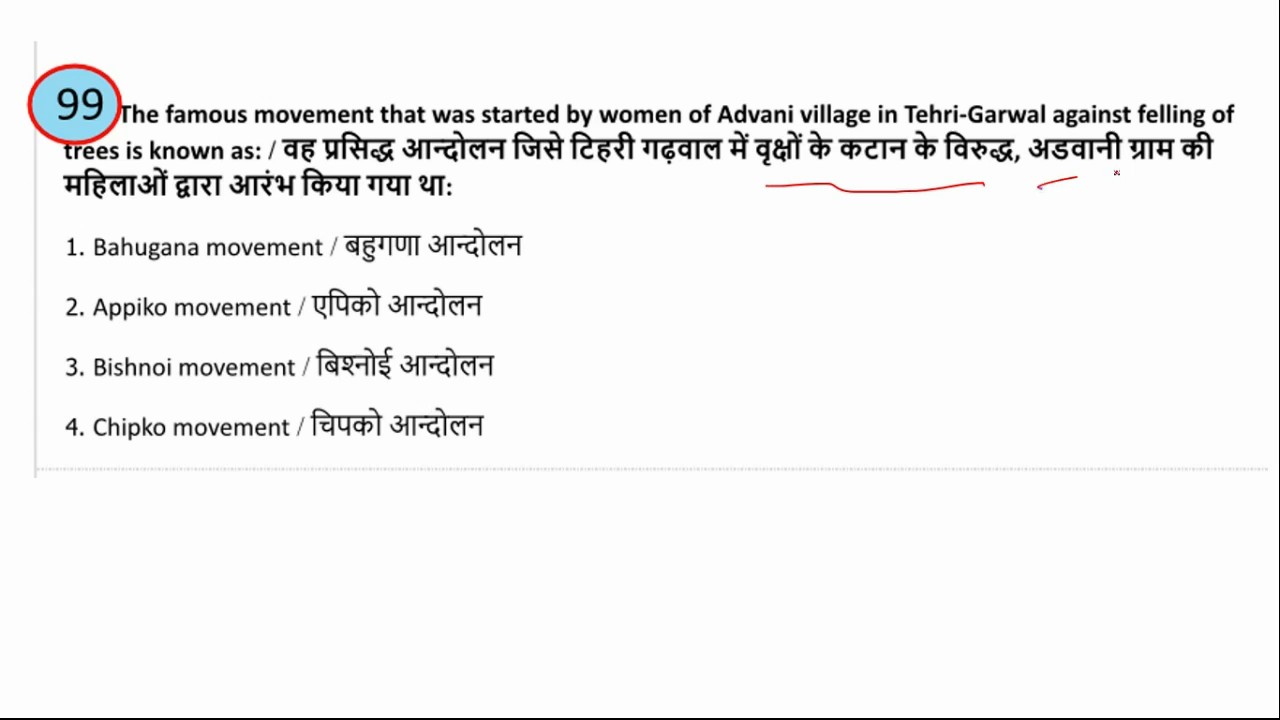 99
The famous movement that was started by women of Advani village in Tehri-Garwal against felling of
trees is known as: / वह प्रसिद्ध आन्दोलन जिसे टिहरी गढ़वाल में वृक्षों के कटान के विरुद्ध, अडवानी ग्राम की
महिलाओं द्वारा आरंभ किया गया था:
1. Bahugana movement / बहुगणा आन्दोलन
2. Appiko movement / एपिको आन्दोलन
3. Bishnoi movement / बिश्नोई आन्दोलन
4. Chipko movement / चिपको आन्दोलन